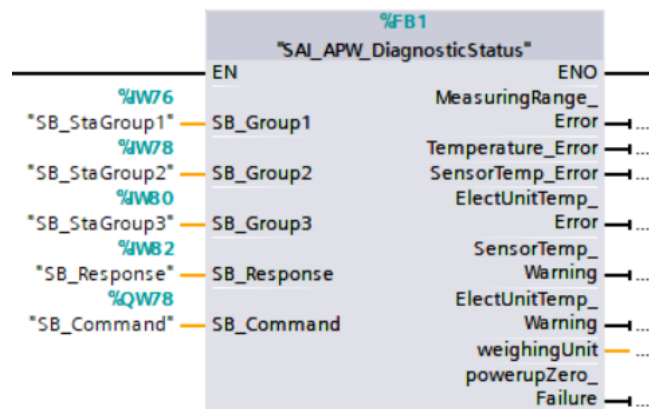 %FB1
"SAI_APW_DiagnosticStatus"
EN ENO
%IW76 MeasuringRange_
"SB_StaGroup1" SB_Group1 Error ...
%IW78 Temperature_Error ...
"SB_StaGroup2" SB_Group2 SensorTemp_Error ...
%IW80 ElectUnitTemp_
"SB_StaGroup3" SB_Group3 Error ...
%IW82 SensorTemp_
"SB_Response" SB_Response Warning ...
%QW78 ElectUnitTemp_
"SB_Command" SB_Command Warning ...
weighingUnit ...
powerupZero_
Failure ...